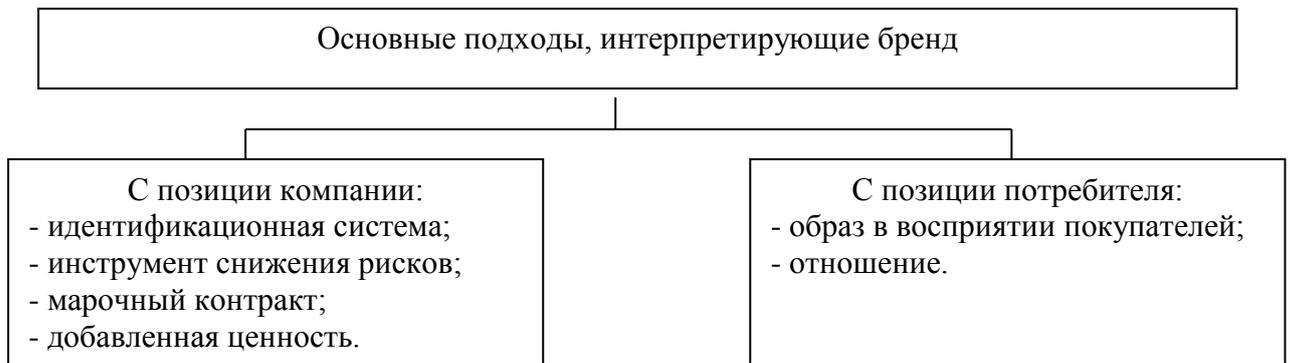 Основные подходы, интерпретирующие бренд
С позиции компании:
- идентификационная система;
- инструмент снижения рисков;
- марочный контракт;
- добавленная ценность.
С позиции потребителя:
- образ в восприятии покупателей;
- отношение.